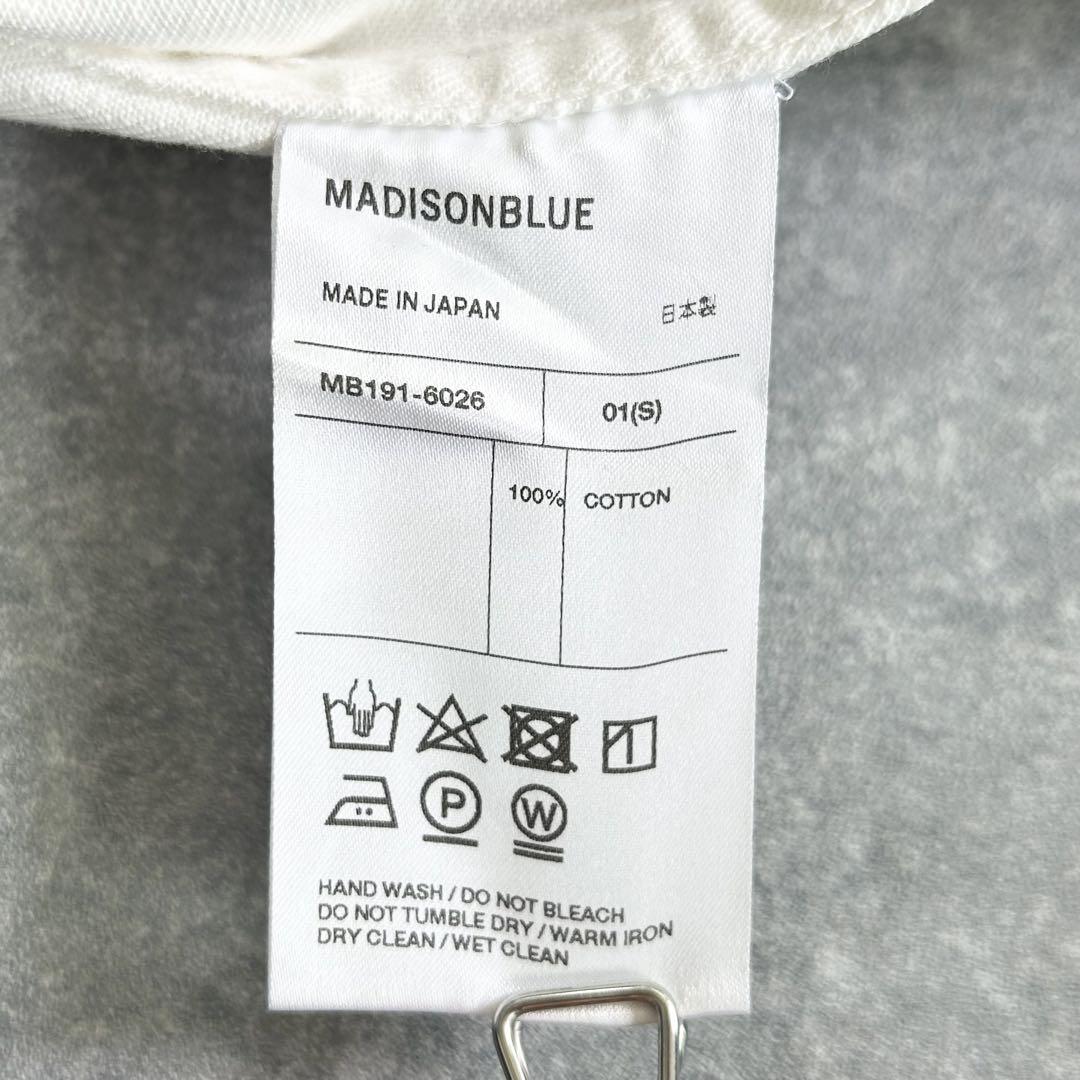 MADISONBLUE
MADE IN JAPAN 日本製
MB191-6026 01(S)
100% COTTON
P W
HAND WASH / DO NOT BLEACH
DO NOT TUMBLE DRY / WARM IRON
DRY CLEAN / WET CLEAN